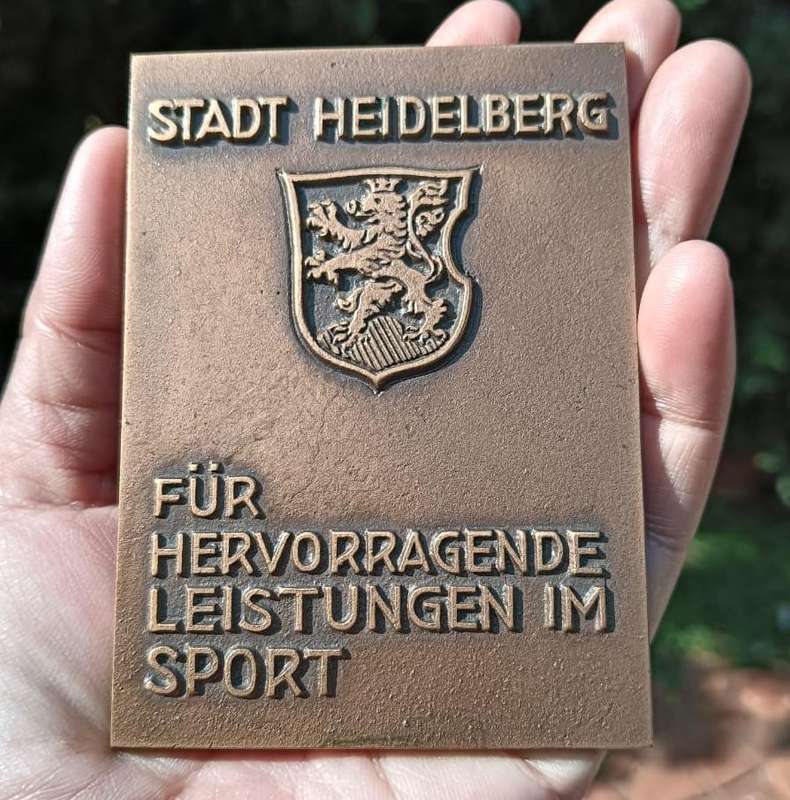 STADT HEIDELBERG
FÜR
HERVORRAGENDE
LEISTUNGEN IM
SPORT